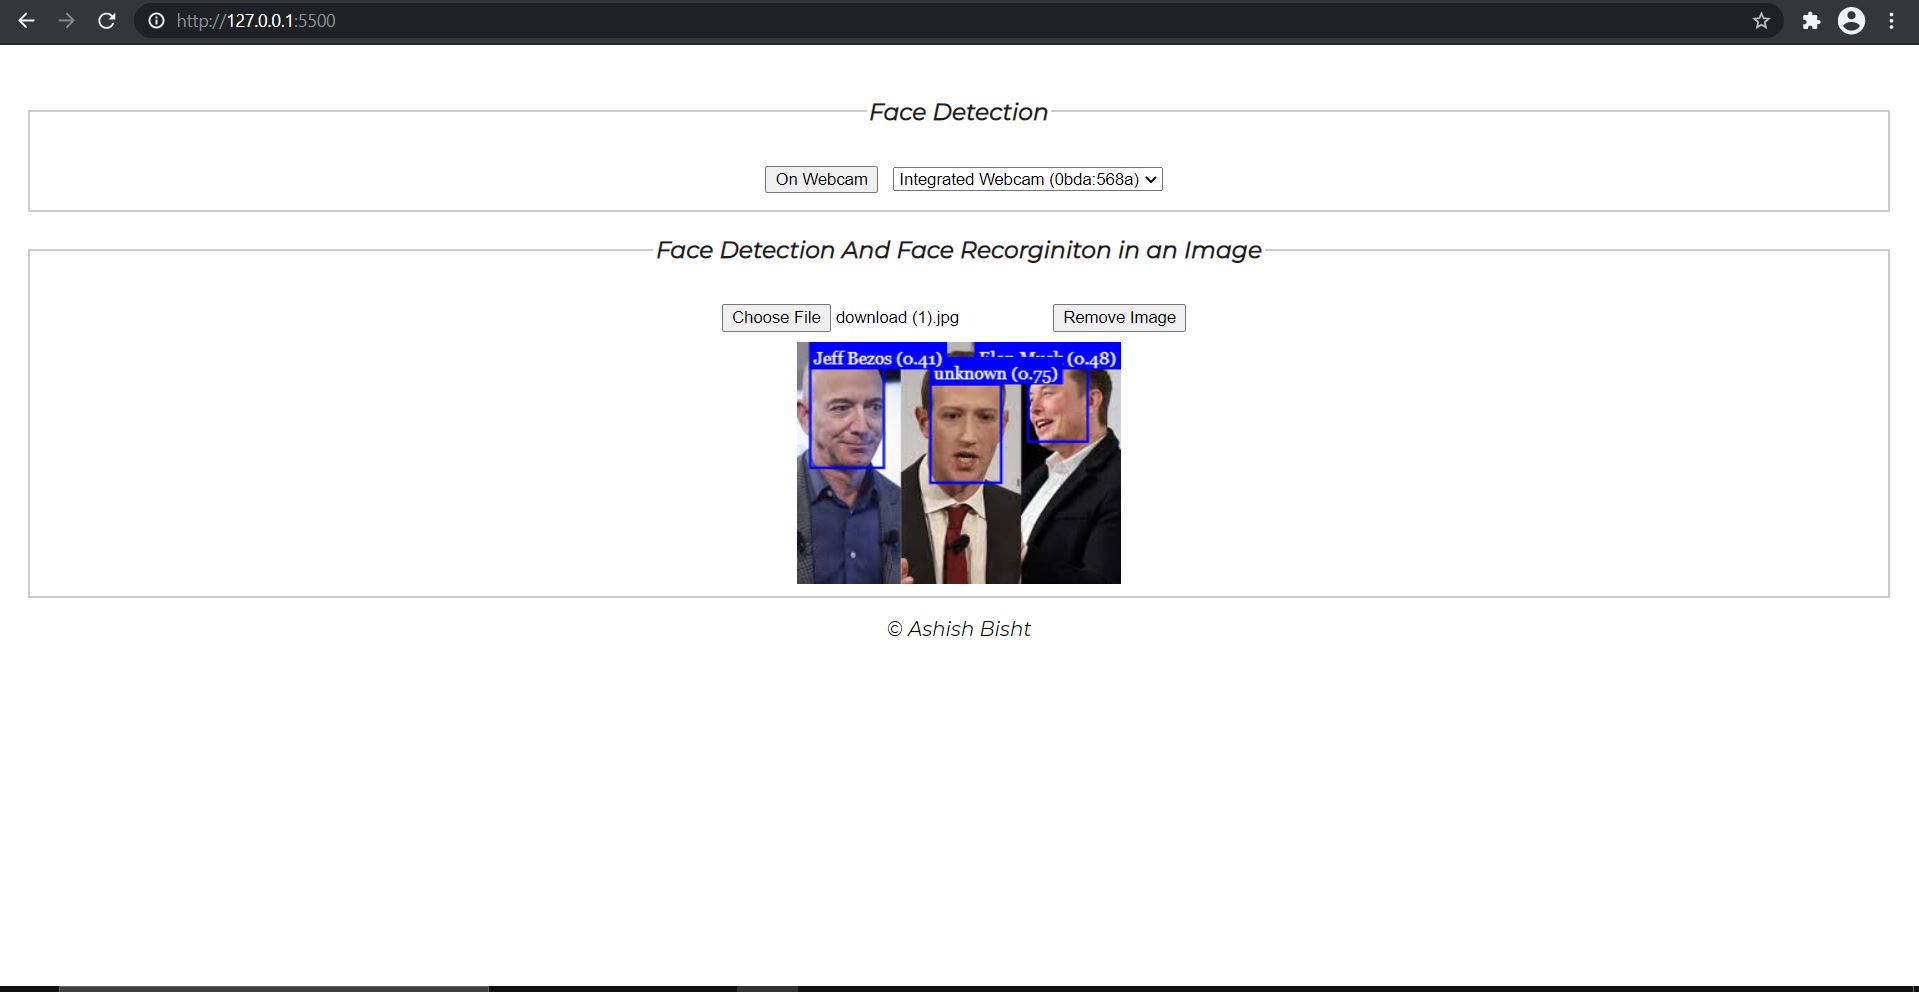 http://127.0.0.1:5500
Face Detection
On Webcam Integrated Webcam (0bda:568a)
Face Detection And Face Recorginiton in an Image
Choose File download (1).jpg Remove Image
Jeff Bezos (0.41) Elon Musk (0.48)
unknown (0.75)
© Ashish Bisht